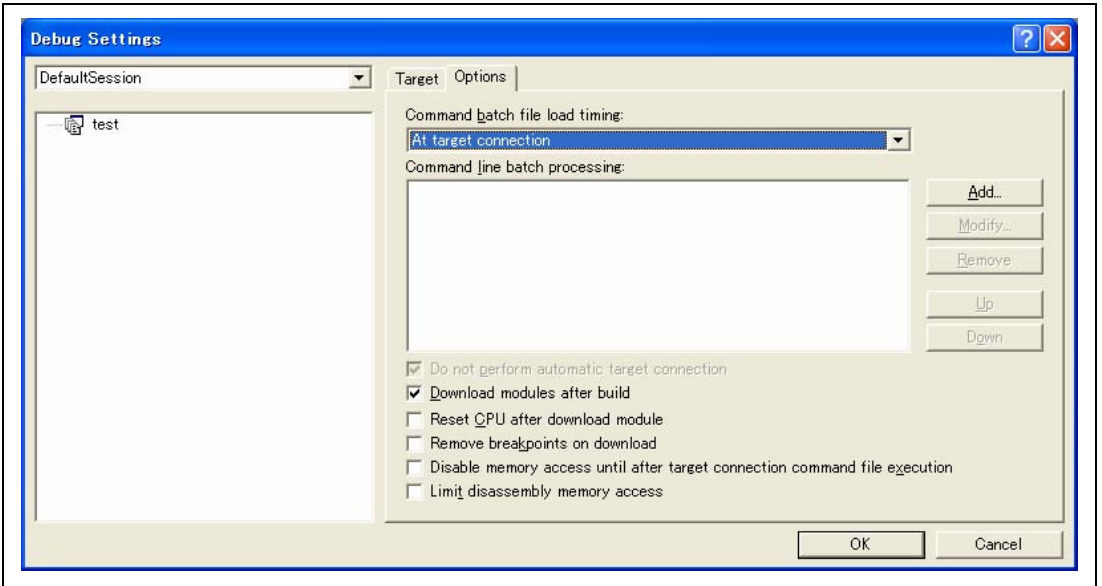 Debug Settings
DefaultSession
Target Options
test
Command batch file load timing:
At target connection
Command line batch processing:
Add...
Modify...
Remove
Up
Down
Do not perform automatic target connection
Download modules after build
Reset CPU after download module
Remove breakpoints on download
Disable memory access until after target connection command file execution
Limit disassembly memory access
OK Cancel